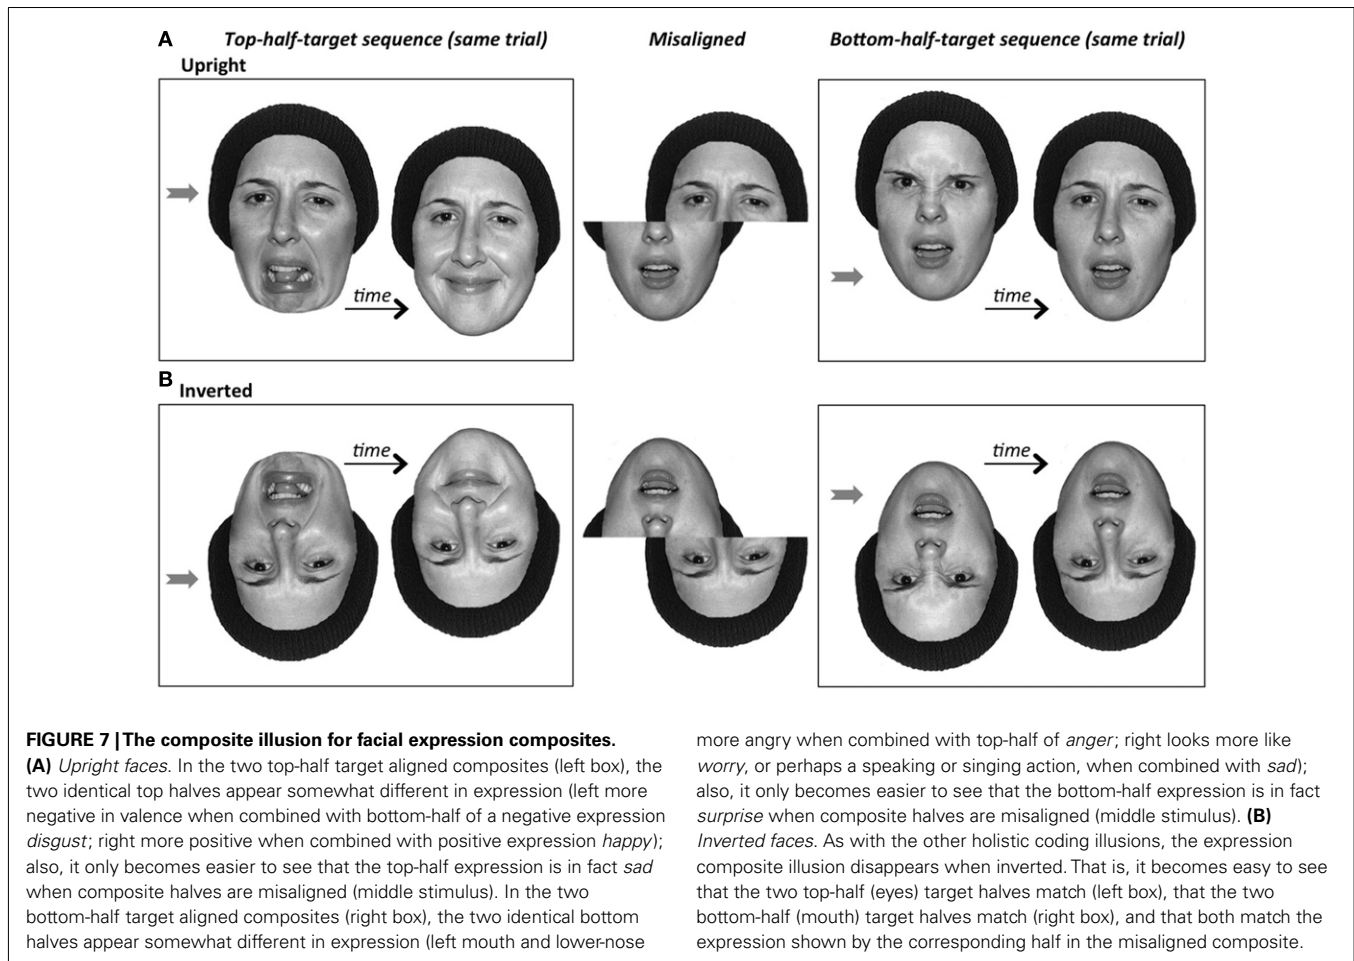 A
Top-half-target sequence (same trial)
Misaligned
Bottom-half-target sequence (same trial)
Upright
time
time
B
Inverted
time
time
FIGURE 7 | The composite illusion for facial expression composites.
(A) Upright faces. In the two top-half target aligned composites (left box), the
two identical top halves appear somewhat different in expression (left more
negative in valence when combined with bottom-half of a negative expression
disgust; right more positive when combined with positive expression happy);
also, it only becomes easier to see that the top-half expression is in fact sad
when composite halves are misaligned (middle stimulus). In the two
bottom-half target aligned composites (right box), the two identical bottom
halves appear somewhat different in expression (left mouth and lower-nose
more angry when combined with top-half of anger; right looks more like
worry, or perhaps a speaking or singing action, when combined with sad);
also, it only becomes easier to see that the bottom-half expression is in fact
surprise when composite halves are misaligned (middle stimulus). (B)
Inverted faces. As with the other holistic coding illusions, the expression
composite illusion disappears when inverted. That is, it becomes easy to see
that the two top-half (eyes) target halves match (left box), that the two
bottom-half (mouth) target halves match (right box), and that both match the
expression shown by the corresponding half in the misaligned composite.